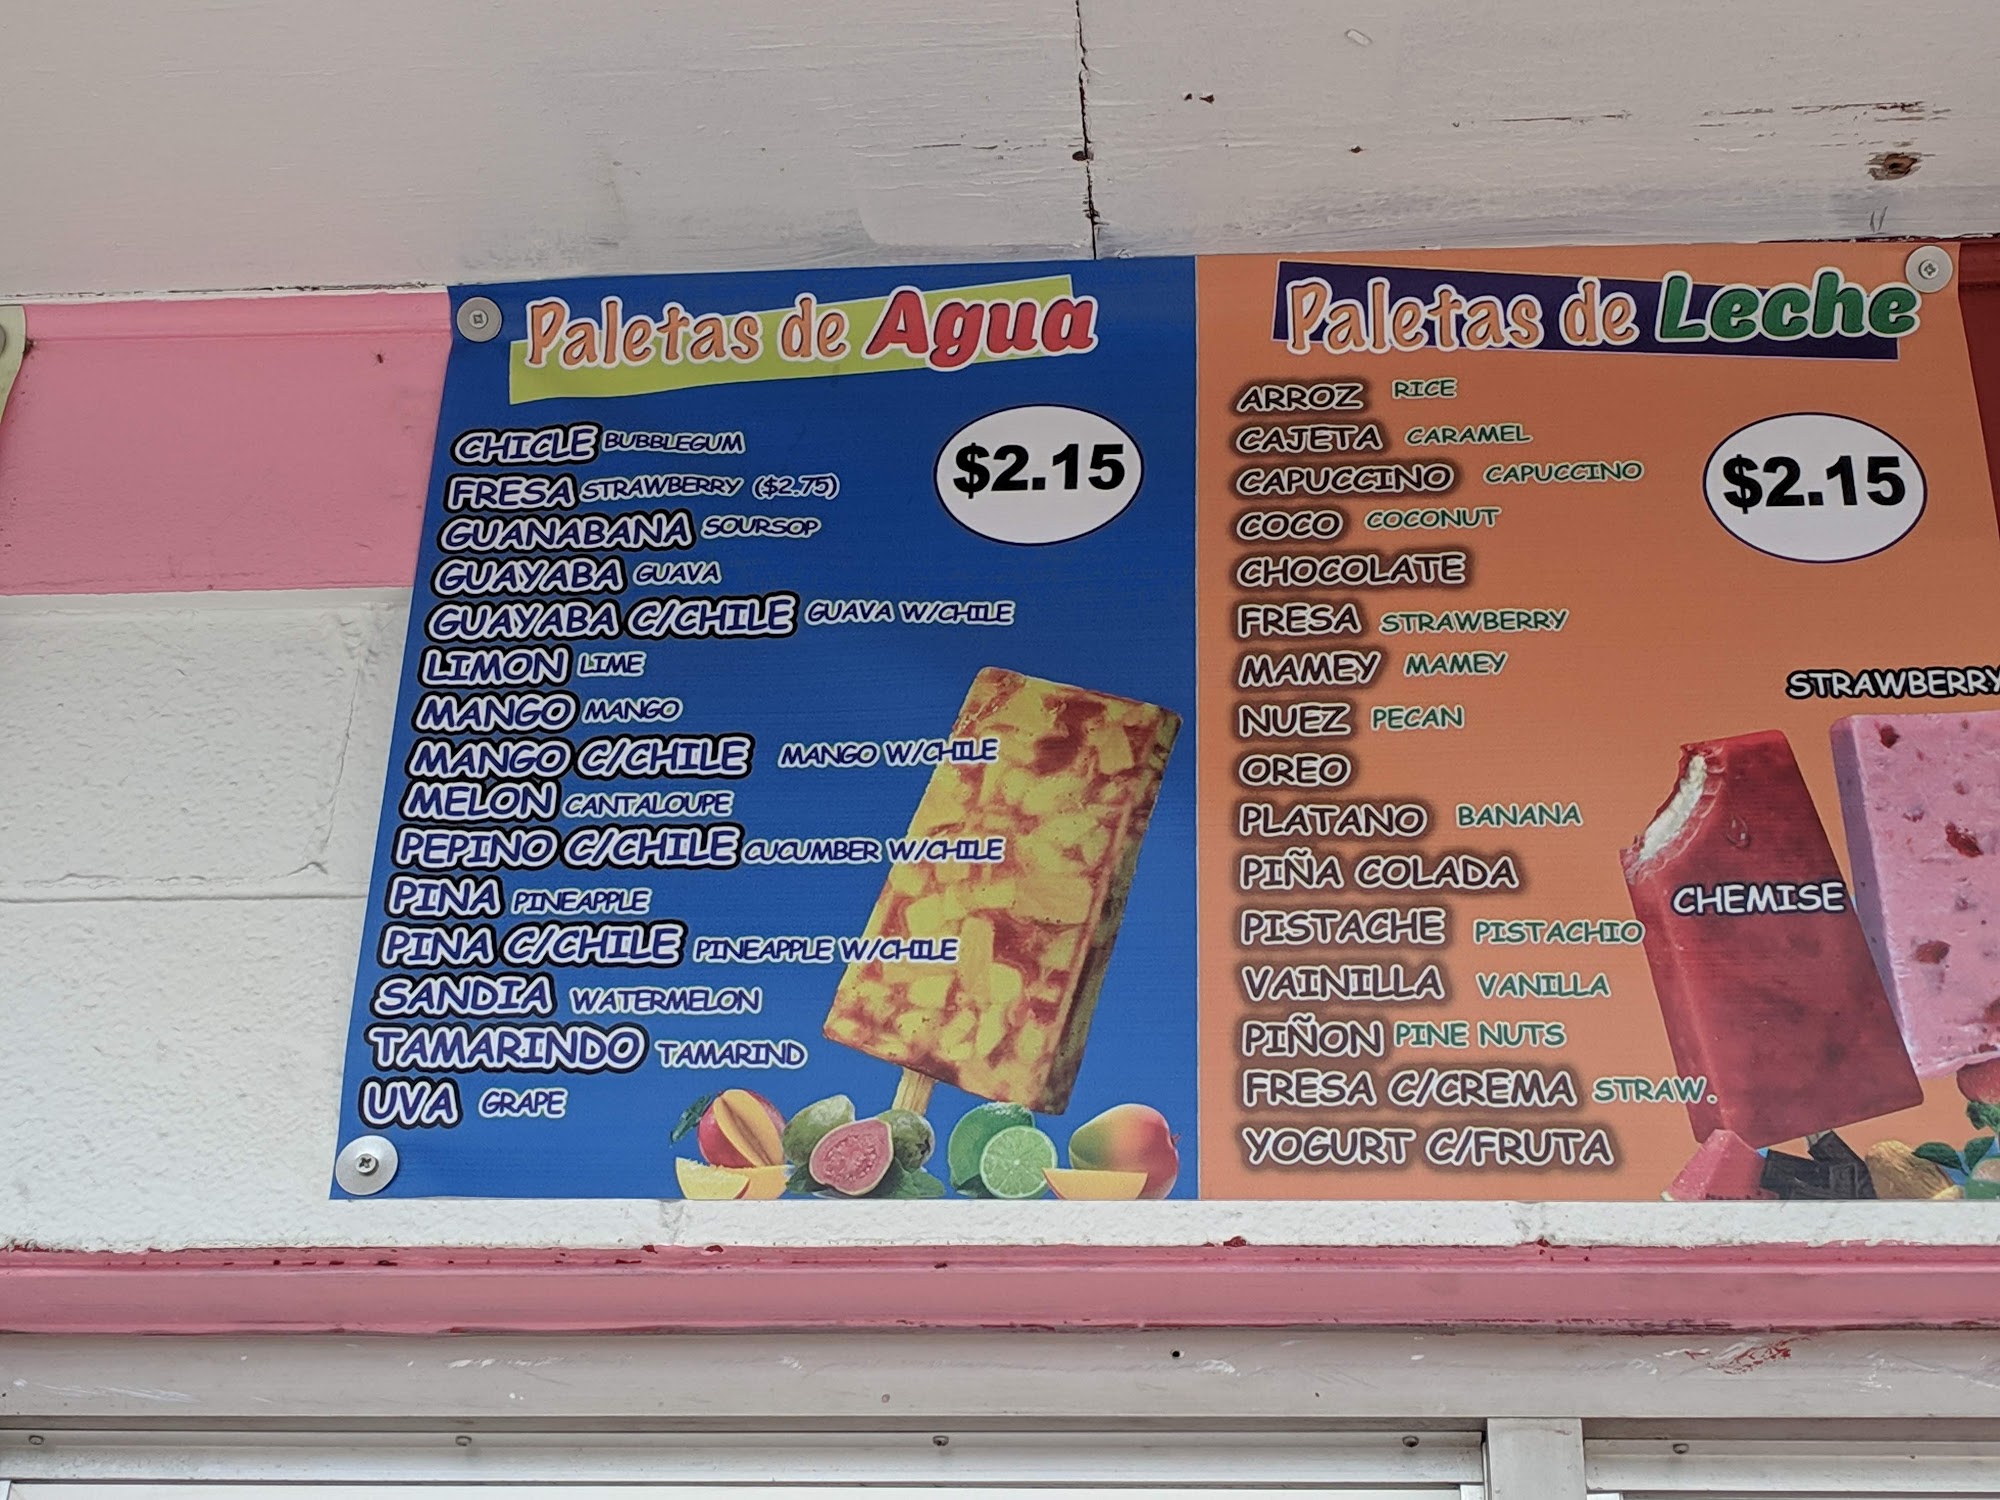 Paletas de Agua
$2.15
CHICLE BUBBLEGUM
FRESA STRAWBERRY ($2.75)
GUANABANA SOURSOP
GUAYABA GUAVA
GUAYABA C/CHILE GUAVA W/CHILE
LIMON LIME
MANGO MANGO
MANGO C/CHILE MANGO W/CHILE
MELON CANTALOUPE
PEPINO C/CHILE CUCUMBER W/CHILE
PINA PINEAPPLE
PINA C/CHILE PINEAPPLE W/CHILE
SANDIA WATERMELON
TAMARINDO TAMARIND
UVA GRAPE
Paletas de Leche
$2.15
ARROZ RICE
CAJETA CARAMEL
CAPUCCINO CAPUCCINO
COCO COCONUT
CHOCOLATE
FRESA STRAWBERRY
MAMEY MAMEY
NUEZ PECAN
OREO
PLATANO BANANA
PIÑA COLADA
PISTACHE PISTACHIO
VAINILLA VANILLA
PIÑON PINE NUTS
FRESA C/CREMA STRAW.
YOGURT C/FRUTA
STRAWBERRY
CHEMISE